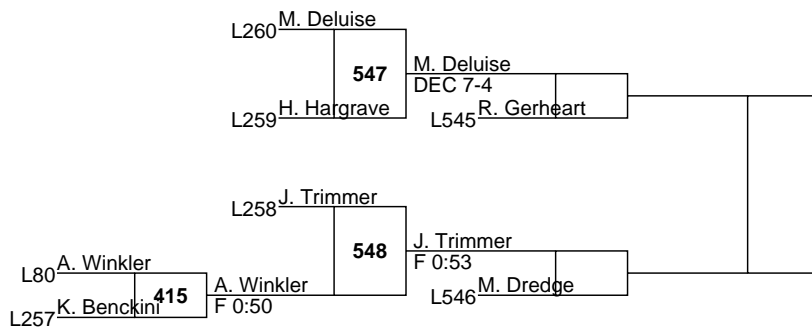 L260 M. Deluise
547
M. Deluise
DEC 7-4
L259 H. Hargrave
L545 R. Gerheart
L258 J. Trimmer
548
J. Trimmer
F 0:53
L80 A. Winkler
415
A. Winkler
F 0:50
L546 M. Dredge
L257 K. Benckini